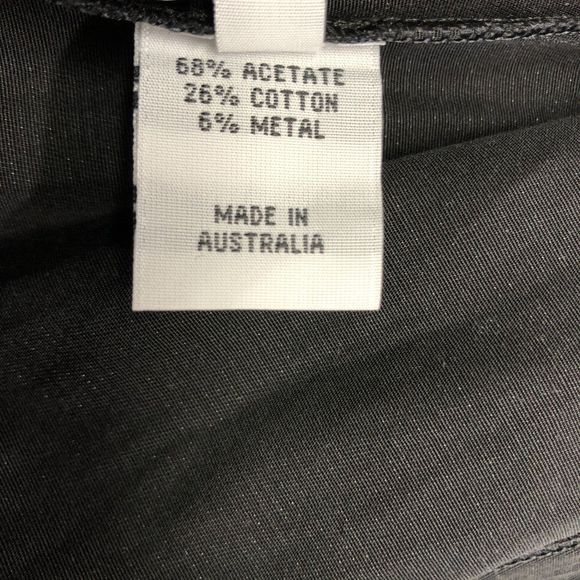 68% ACETATE
26% COTTON
6% METAL
MADE IN
AUSTRALIA